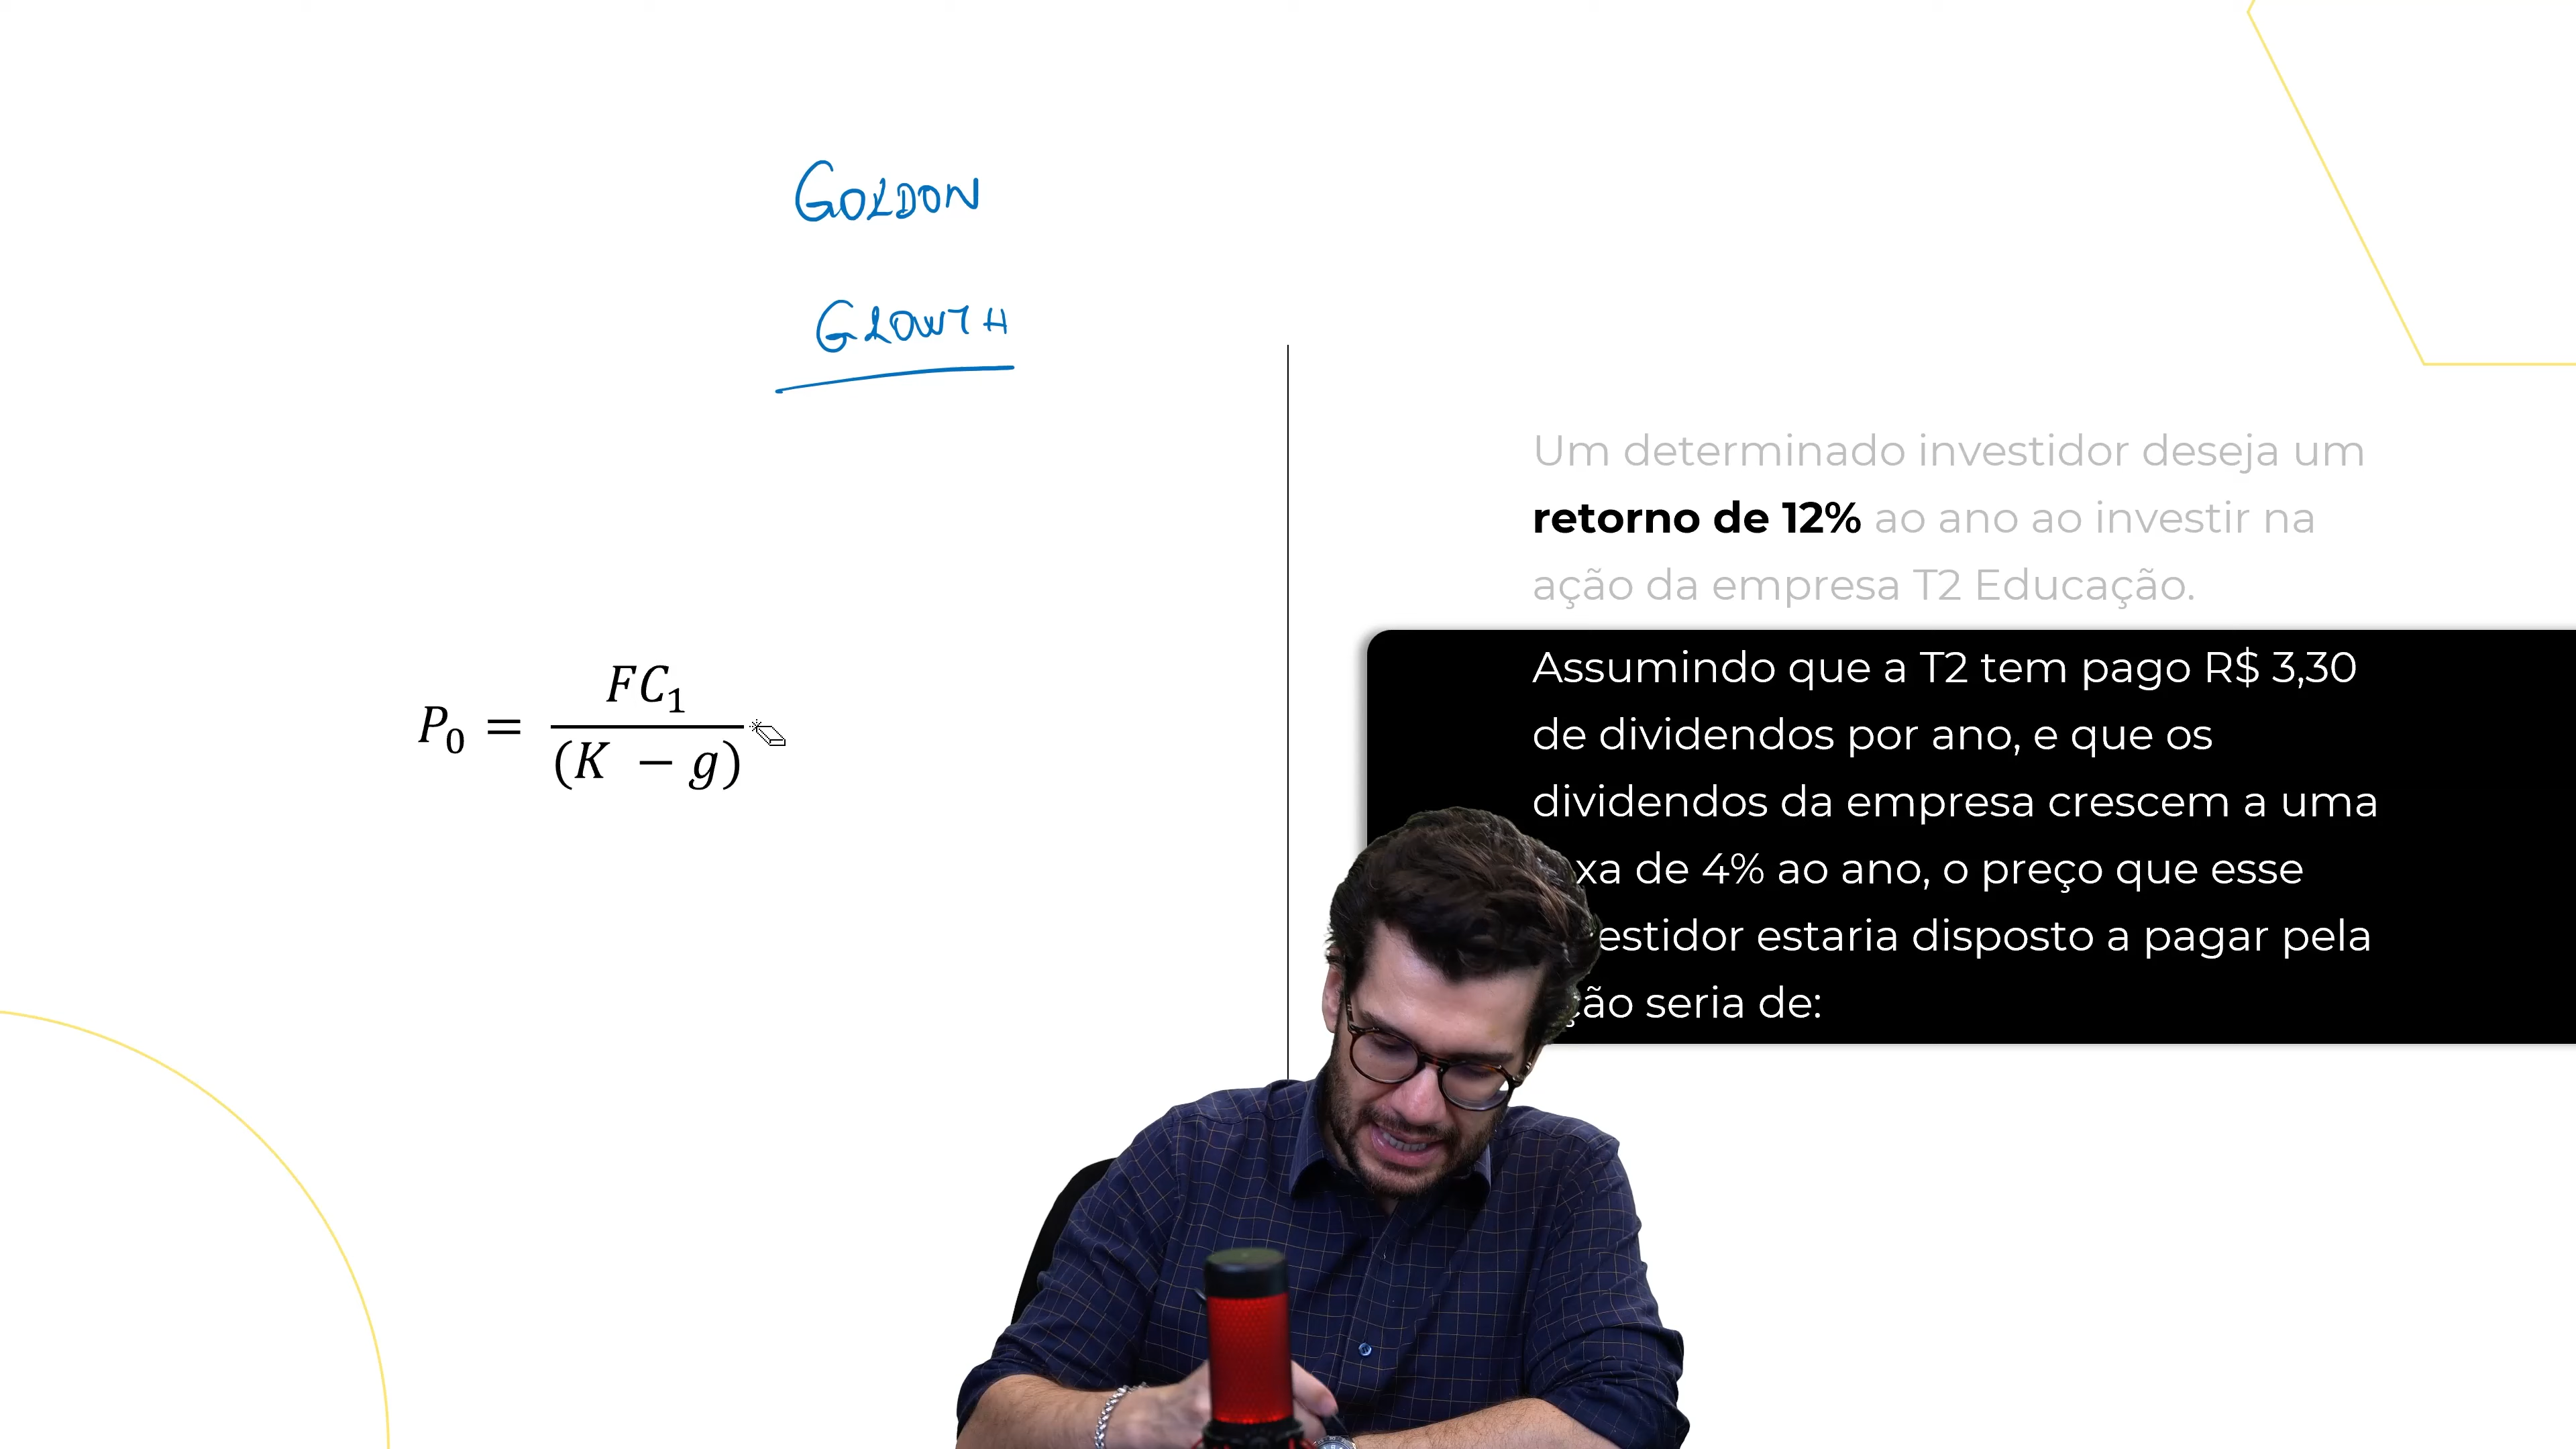 GORDON
GROWTH
P₀ = FC₁ / (K − g)
Um determinado investidor deseja um
retorno de 12% ao ano ao investir na
ação da empresa T2 Educação.
Assumindo que a T2 tem pago R$ 3,30
de dividendos por ano, e que os
dividendos da empresa crescem a uma
xa de 4% ao ano, o preço que esse
estidor estaria disposto a pagar pela
ção seria de: